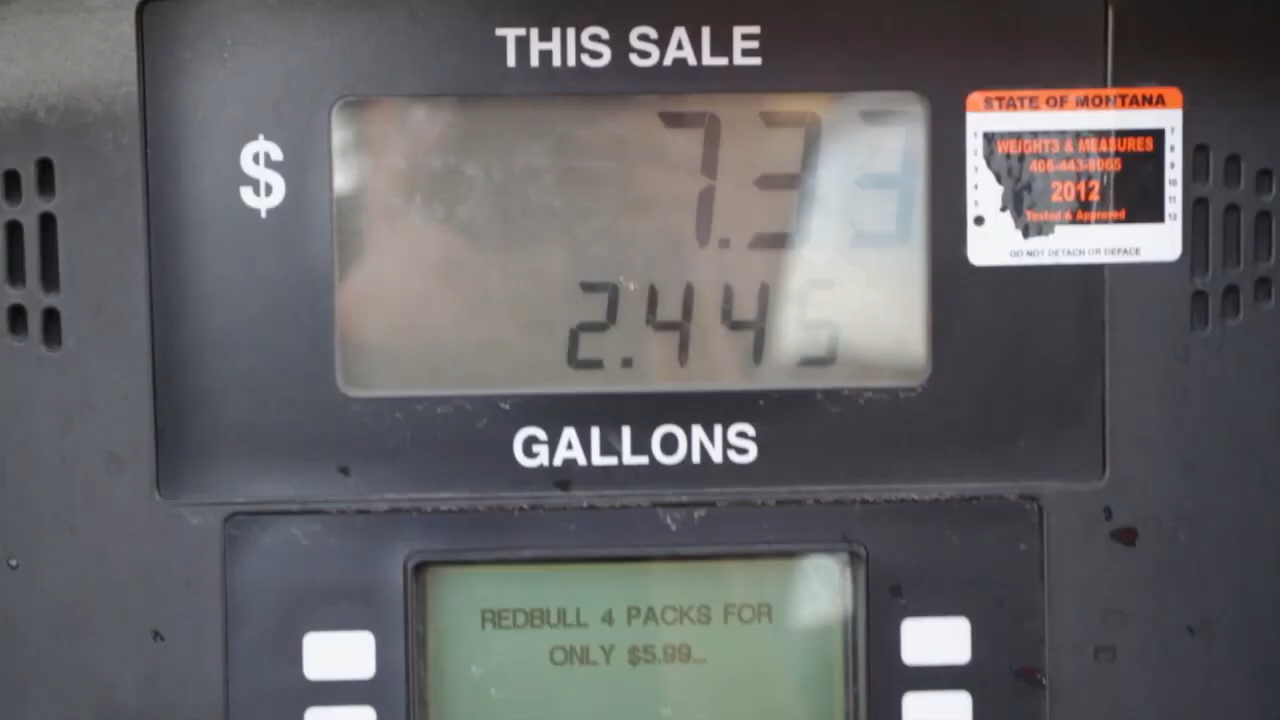 THIS SALE
$
7.33
2.445
GALLONS
STATE OF MONTANA
WEIGHTS & MEASURES
406-443-8065
2012
Tested & Approved
DO NOT DETACH OR DEFACE
REDBULL 4 PACKS FOR
ONLY $5.99...